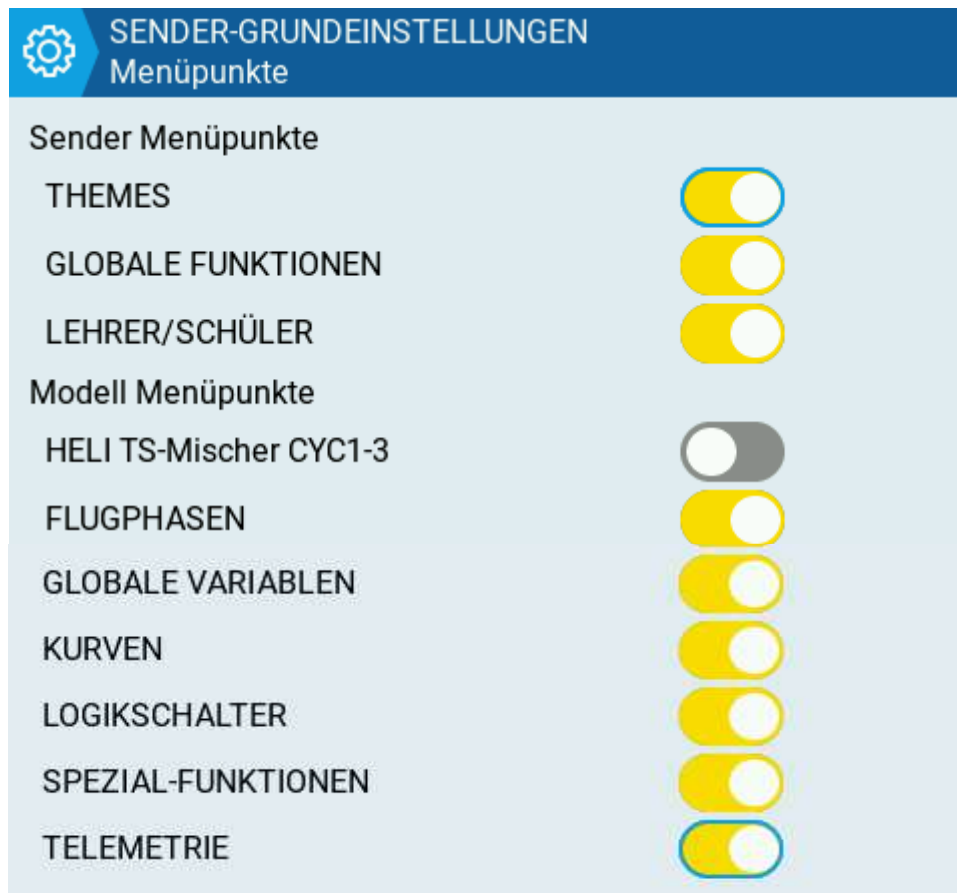 SENDER-GRUNDEINSTELLUNGEN
Menüpunkte
Sender Menüpunkte
THEMES
GLOBALE FUNKTIONEN
LEHRER/SCHÜLER
Modell Menüpunkte
HELI TS-Mischer CYC1-3
FLUGPHASEN
GLOBALE VARIABLEN
KURVEN
LOGIKSCHALTER
SPEZIAL-FUNKTIONEN
TELEMETRIE